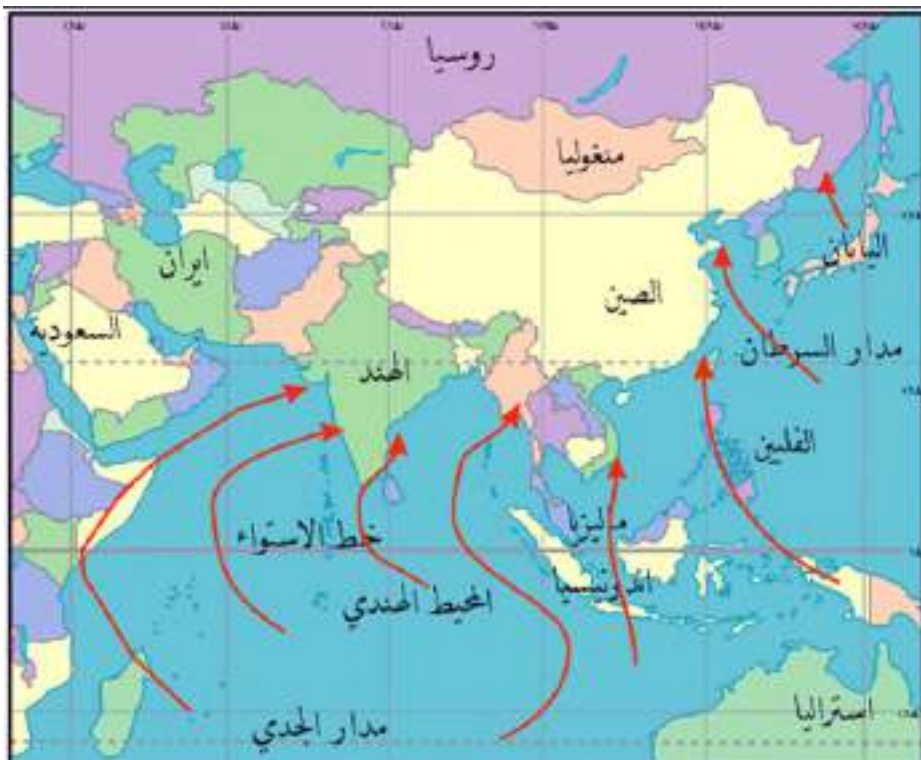 روسيا
منغوليا
اليابان
ايران
الصين
السعودية
مدار السرطان
الهند
الفلبين
ماليزيا
خط الاستواء
اندونيسيا
المحيط الهندي
استراليا
مدار الجدي